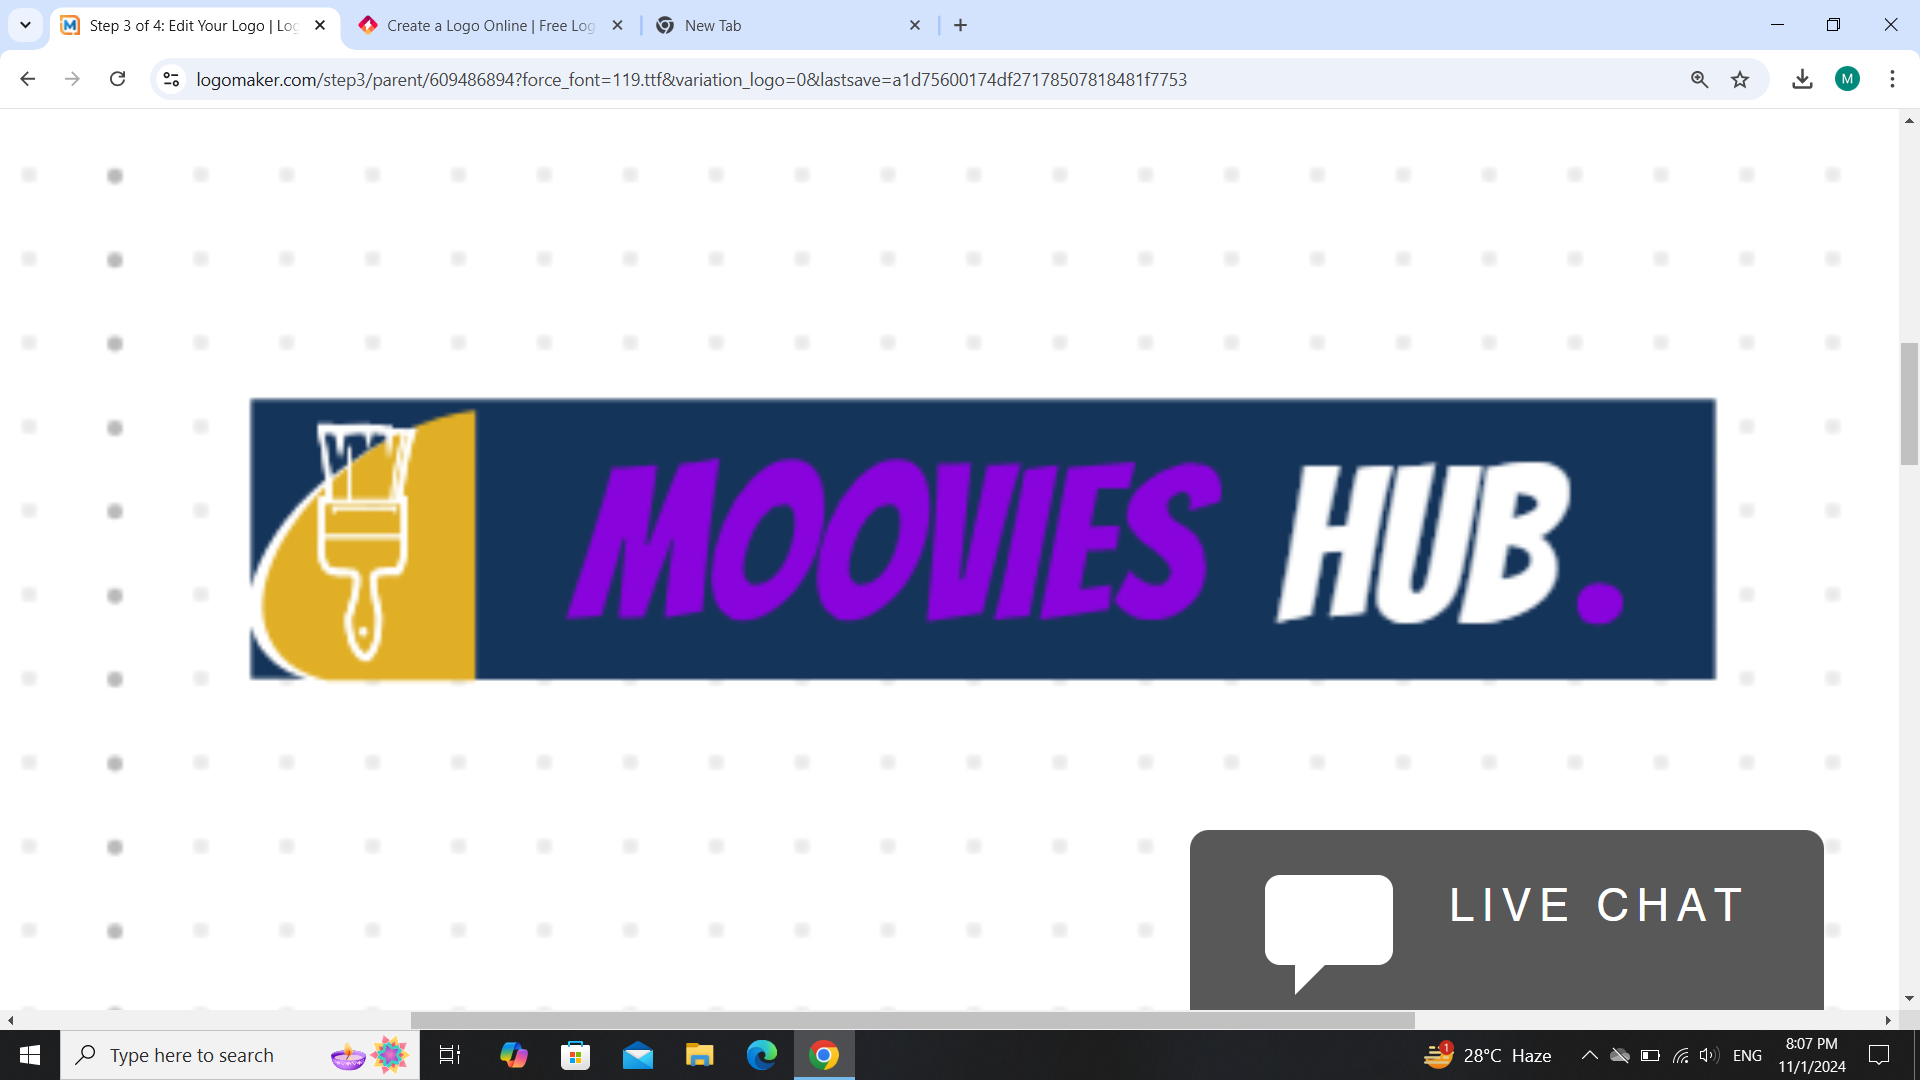 Step 3 of 4: Edit Your Logo | Log
Create a Logo Online | Free Log
New Tab
logomaker.com/step3/parent/609486894?force_font=119.ttf&variation_logo=0&lastsave=a1d75600174df27178507818481f7753
M
MOOVIES HUB.
LIVE CHAT
Type here to search
1
28°C Haze
ENG
8:07 PM
11/1/2024